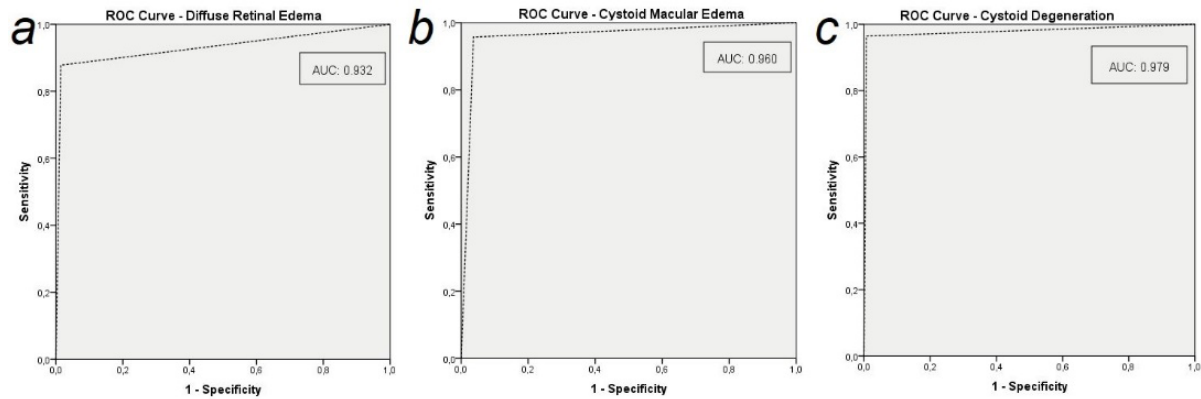 a
ROC Curve - Diffuse Retinal Edema
1,0
0,8
0,6
0,4
0,2
0,0
Sensitivity
AUC: 0.932
0,0 0,2 0,4 0,6 0,8 1,0
1 - Specificity
b
ROC Curve - Cystoid Macular Edema
1,0
0,8
0,6
0,4
0,2
0,0
Sensitivity
AUC: 0.960
0,0 0,2 0,4 0,6 0,8 1,0
1 - Specificity
c
ROC Curve - Cystoid Degeneration
1,0
0,8
0,6
0,4
0,2
0,0
Sensitivity
AUC: 0.979
0,0 0,2 0,4 0,6 0,8 1,0
1 - Specificity